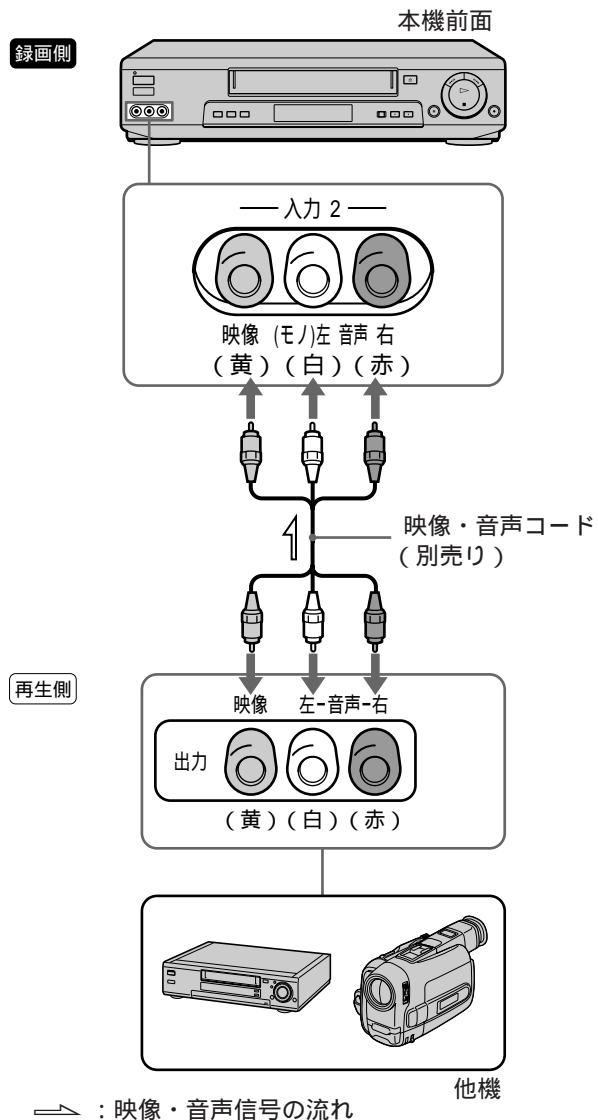 本機前面
録画側
入力 2
映像 (モノ)左 音声 右
(黄)(白)(赤)
映像・音声コード
(別売り)
再生側
映像 左-音声-右
出力
(黄)(白)(赤)
他機
:映像・音声信号の流れ